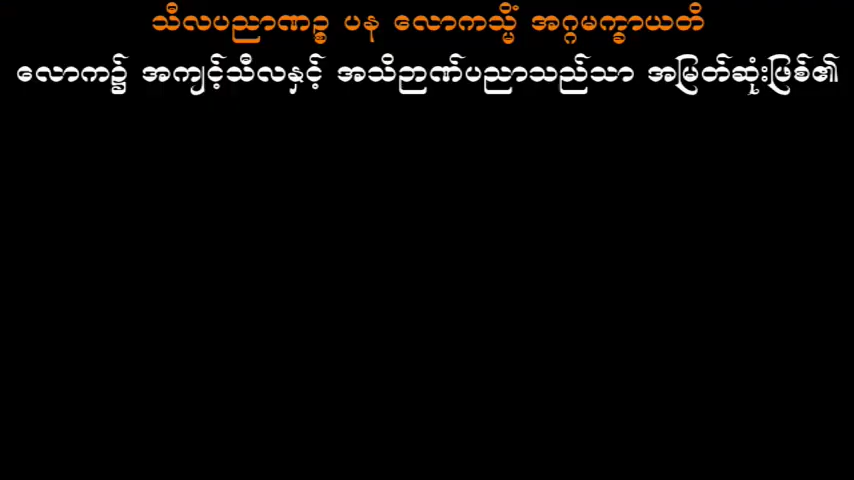 သီလပညာဏဉ္စ ပန လောကသ္မိံ အဂ္ဂမက္ခာယတိ
လောက၌ အကျင့်သီလနှင့် အသိဉာဏ်ပညာသည်သာ အမြတ်ဆုံးဖြစ်၏